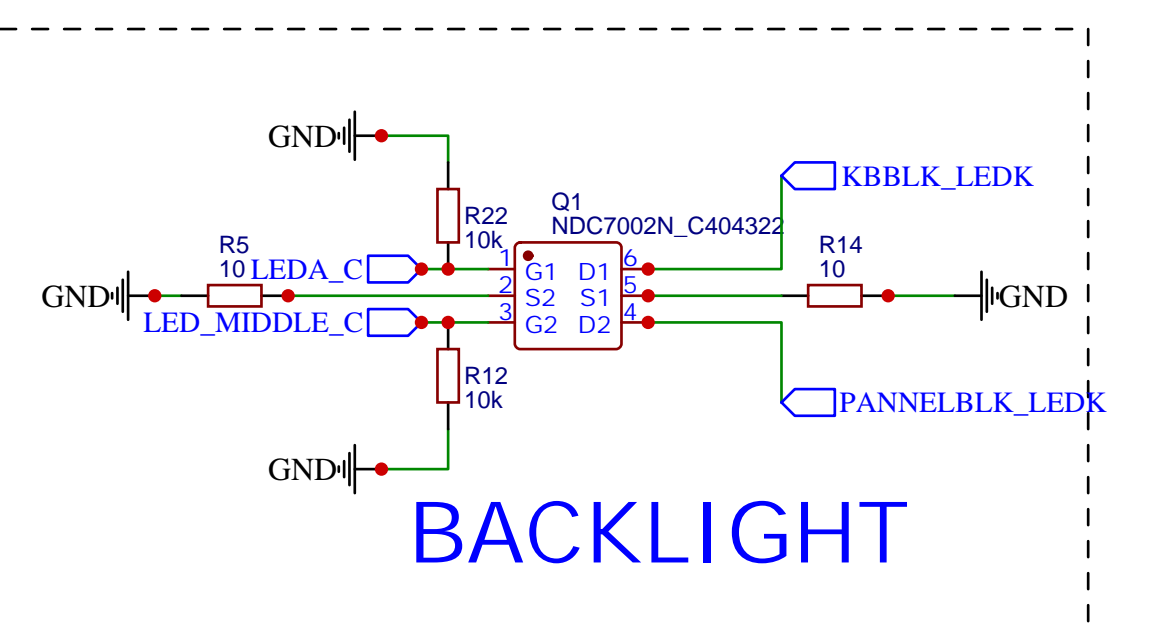 GND
KBBLK_LEDK
Q1
NDC7002N_C404322
R22
10k
R5
10
LEDA_C
1
G1
D1
6
R14
10
GND
2
S2
S1
5
GND
LED_MIDDLE_C
3
G2
D2
4
R12
10k
PANNELBLK_LEDK
GND
BACKLIGHT